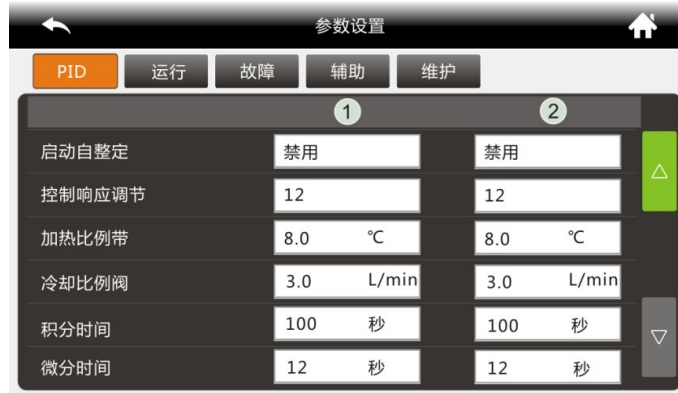 参数设置
PID 运行 故障 辅助 维护
1 2
启动自整定 禁用 禁用
控制响应调节 12 12
加热比例带 8.0 ℃ 8.0 ℃
冷却比例阀 3.0 L/min 3.0 L/min
积分时间 100 秒 100 秒
微分时间 12 秒 12 秒